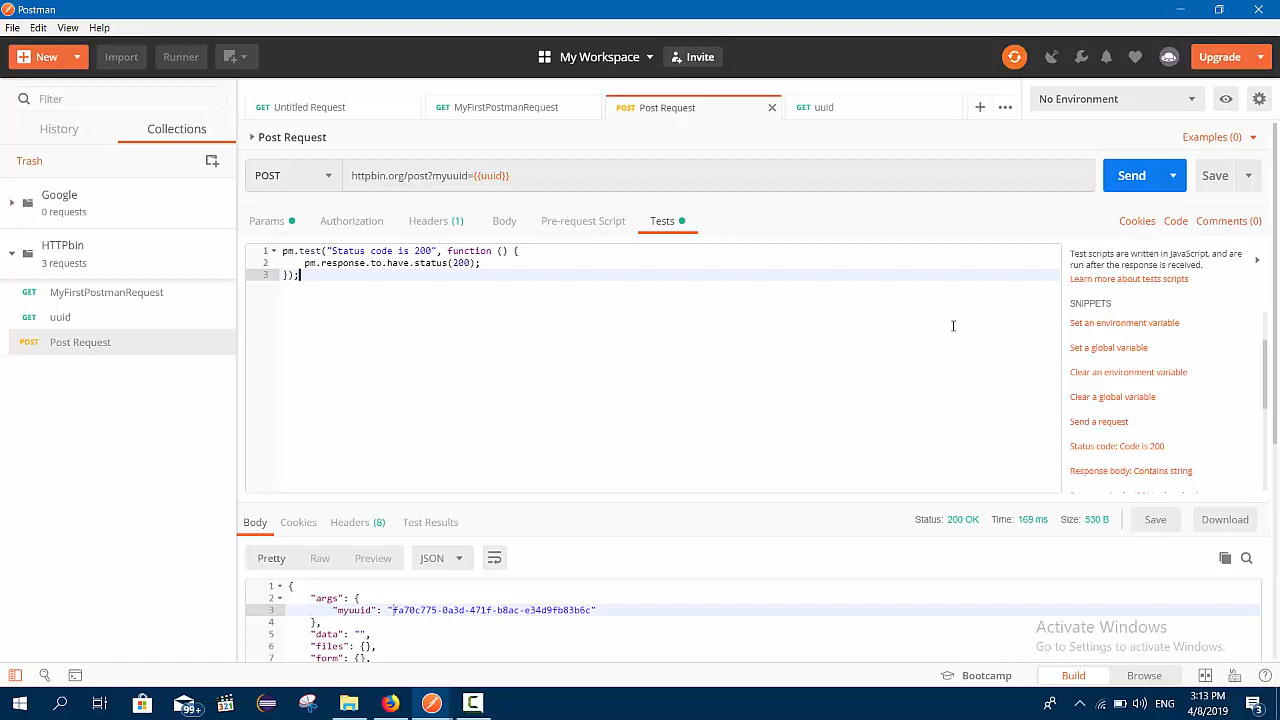 Postman
File Edit View Help
New Import Runner My Workspace Invite Upgrade
Filter
History Collections
Trash
Google
0 requests
HTTPbin
3 requests
GET MyFirstPostmanRequest
GET uuid
POST Post Request
GET Untitled Request GET MyFirstPostmanRequest POST Post Request GET uuid No Environment
Post Request Examples (0)
POST httpbin.org/post?myuuid={{uuid}} Send Save
Params Authorization Headers (1) Body Pre-request Script Tests Cookies Code Comments (0)
1 pm.test("Status code is 200", function () {
2 pm.response.to.have.status(200);
3 });
Test scripts are written in JavaScript, and are
run after the response is received.
Learn more about tests scripts
SNIPPETS
Set an environment variable
Set a global variable
Clear an environment variable
Clear a global variable
Send a request
Status code: Code is 200
Response body: Contains string
Body Cookies Headers (8) Test Results Status: 200 OK Time: 169 ms Size: 530 B Save Download
Pretty Raw Preview JSON
1 {
2 "args": {
3 "myuuid": "fa70c775-0a3d-471f-b8ac-e34d9fb83b6c"
4 },
5 "data": "",
6 "files": {},
7 "form": {},
Activate Windows
Go to Settings to activate Windows.
Bootcamp Build Browse
99+ 321 ENG 3:13 PM
4/8/2019 3